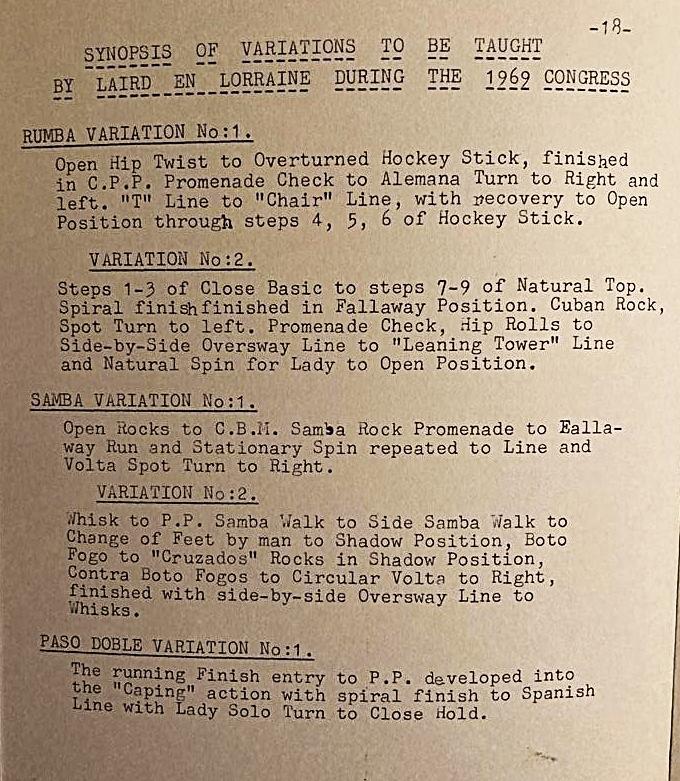 -18-
SYNOPSIS OF VARIATIONS TO BE TAUGHT
BY LAIRD EN LORRAINE DURING THE 1969 CONGRESS
RUMBA VARIATION No:1.
Open Hip Twist to Overturned Hockey Stick, finished
in C.P.P. Promenade Check to Alemana Turn to Right and
left. "T" Line to "Chair" Line, with recovery to Open
Position through steps 4, 5, 6 of Hockey Stick.
VARIATION No:2.
Steps 1-3 of Close Basic to steps 7-9 of Natural Top.
Spiral finish finished in Fallaway Position. Cuban Rock,
Spot Turn to left. Promenade Check, Hip Rolls to
Side-by-Side Oversway Line to "Leaning Tower" Line
and Natural Spin for Lady to Open Position.
SAMBA VARIATION No:1.
Open Rocks to C.B.M. Samba Rock Promenade to Ealla-
way Run and Stationary Spin repeated to Line and
Volta Spot Turn to Right.
VARIATION No:2.
Whisk to P.P. Samba Walk to Side Samba Walk to
Change of Feet by man to Shadow Position, Boto
Fogo to "Cruzados" Rocks in Shadow Position,
Contra Boto Fogos to Circular Volta to Right,
finished with side-by-side Oversway Line to
Whisks.
PASO DOBLE VARIATION No:1.
The running Finish entry to P.P. developed into
the "Caping" action with spiral finish to Spanish
Line with Lady Solo Turn to Close Hold.